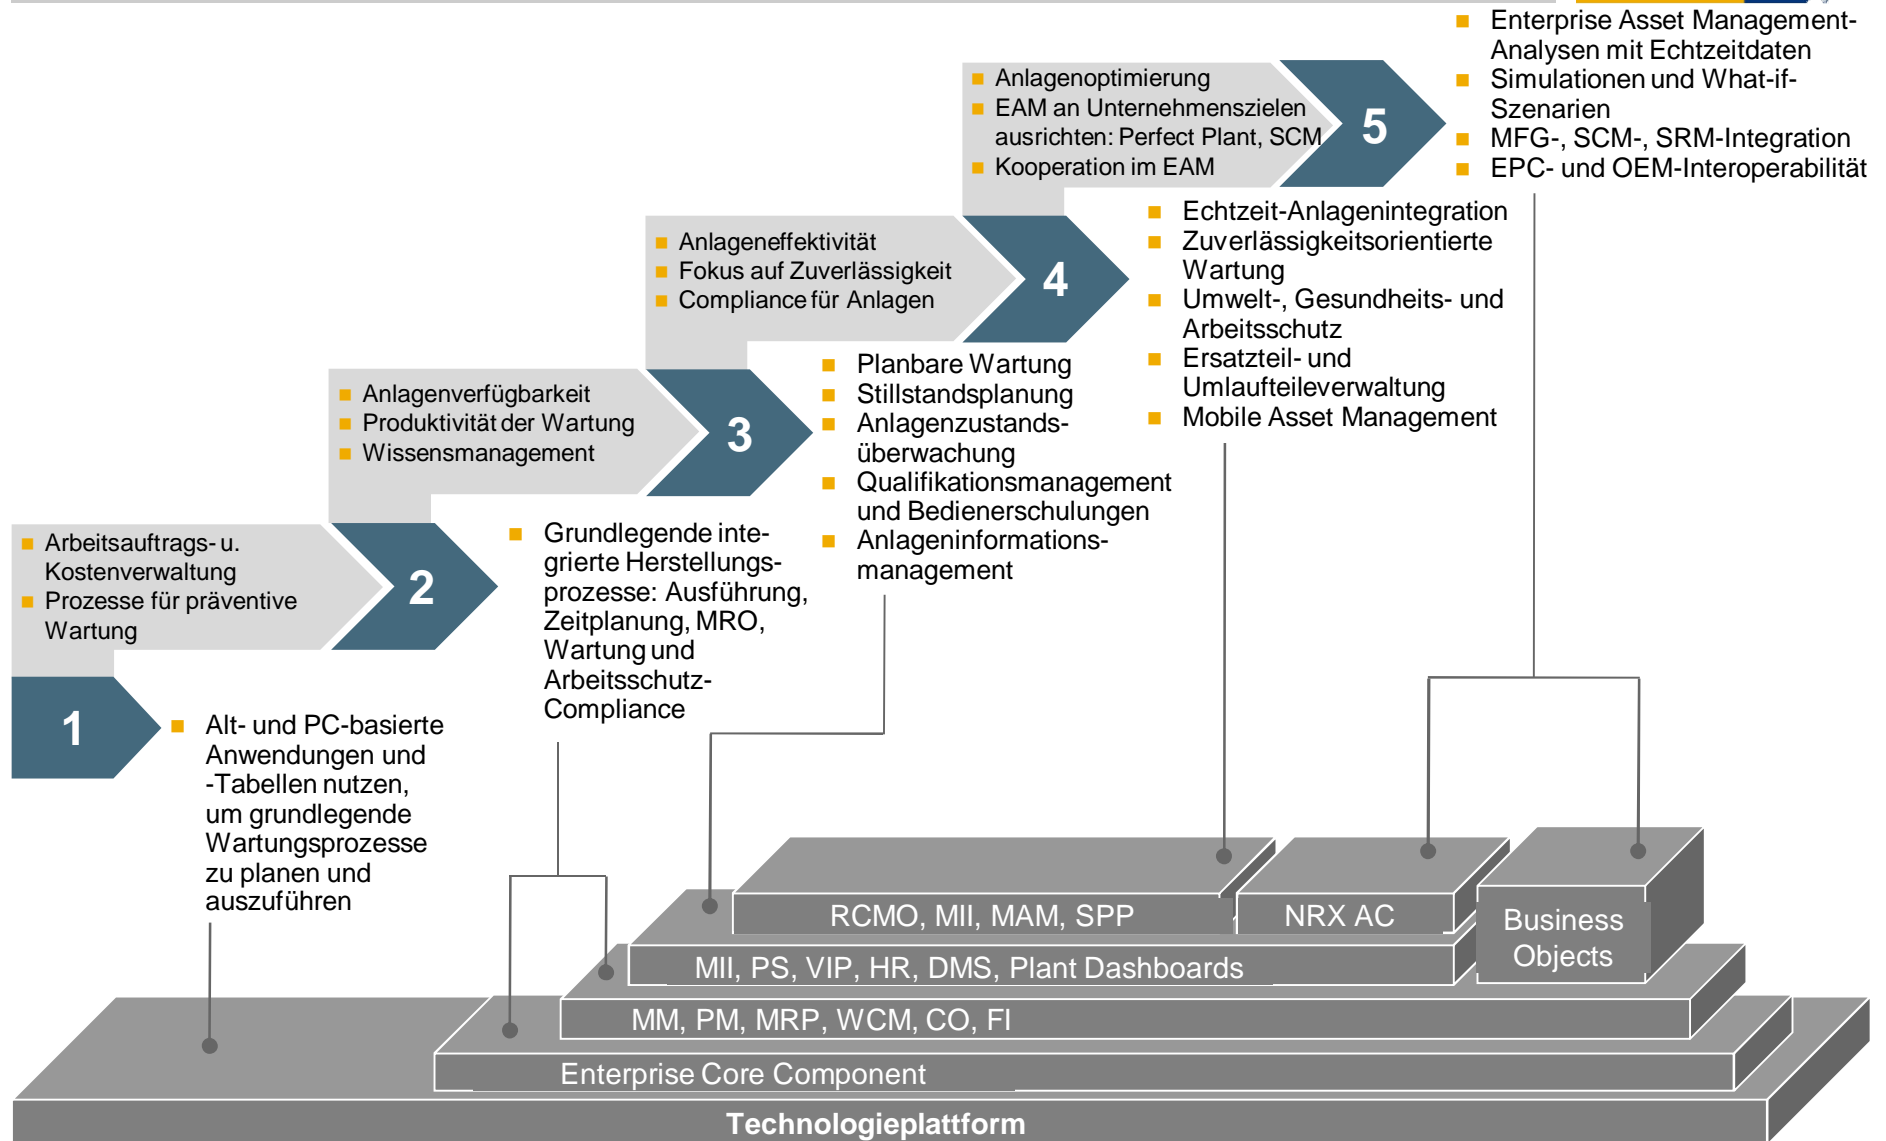 Enterprise Asset Management-
Analysen mit Echtzeitdaten
Simulationen und What-if-
Szenarien
MFG-, SCM-, SRM-Integration
EPC- und OEM-Interoperabilität
Anlagenoptimierung
EAM an Unternehmenszielen
ausrichten: Perfect Plant, SCM
Kooperation im EAM
5
Echtzeit-Anlagenintegration
Zuverlässigkeitsorientierte
Wartung
Umwelt-, Gesundheits- und
Arbeitsschutz
Ersatzteil- und
Umlaufteileverwaltung
Mobile Asset Management
Anlageneffektivität
Fokus auf Zuverlässigkeit
Compliance für Anlagen
4
Planbare Wartung
Stillstandsplanung
Anlagenzustands-
überwachung
Qualifikationsmanagement
und Bedienerschulungen
Anlageninformations-
management
Anlagenverfügbarkeit
Produktivität der Wartung
Wissensmanagement
3
Grundlegende inte-
grierte Herstellungs-
prozesse: Ausführung,
Zeitplanung, MRO,
Wartung und
Arbeitsschutz-
Compliance
Arbeitsauftrags- u.
Kostenverwaltung
Prozesse für präventive
Wartung
2
1
Alt- und PC-basierte
Anwendungen und
-Tabellen nutzen,
um grundlegende
Wartungsprozesse
zu planen und
auszuführen
RCMO, MII, MAM, SPP
NRX AC
Business
Objects
MII, PS, VIP, HR, DMS, Plant Dashboards
MM, PM, MRP, WCM, CO, FI
Enterprise Core Component
Technologieplattform